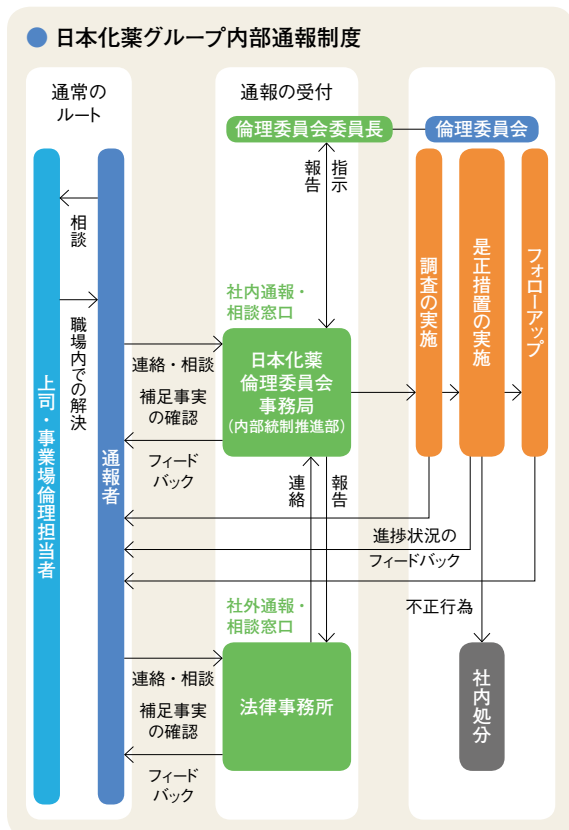 日本化薬グループ内部通報制度
通常の
ルート
通報の受付
倫理委員会委員長
倫理委員会
報告
指示
相談
職場内での解決
上司・事業場倫理担当者
通報者
社内通報・
相談窓口
連絡・相談
補足事実
の確認
フィード
バック
日本化薬
倫理委員会
事務局
(内部統制推進部)
調査の実施
是正措置の実施
フォローアップ
連絡
報告
進捗状況の
フィードバック
不正行為
社内処分
社外通報・
相談窓口
連絡・相談
補足事実
の確認
フィード
バック
法律事務所